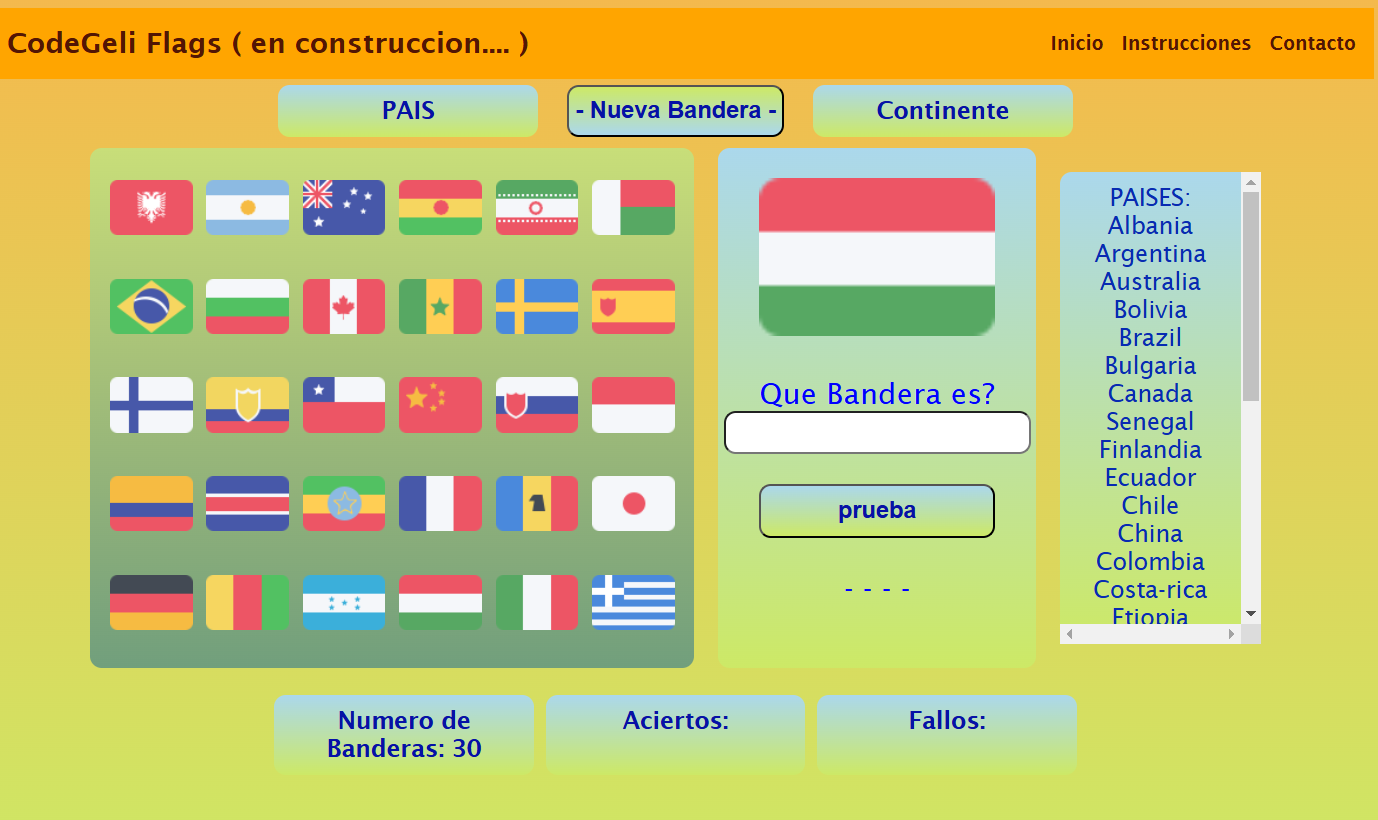 CodeGeli Flags ( en construccion.... )
Inicio Instrucciones Contacto
PAIS
- Nueva Bandera -
Continente
Que Bandera es?
prueba
- - - -
PAISES:
Albania
Argentina
Australia
Bolivia
Brazil
Bulgaria
Canada
Senegal
Finlandia
Ecuador
Chile
China
Colombia
Costa-rica
Etiopia
Numero de
Banderas: 30
Aciertos:
Fallos: